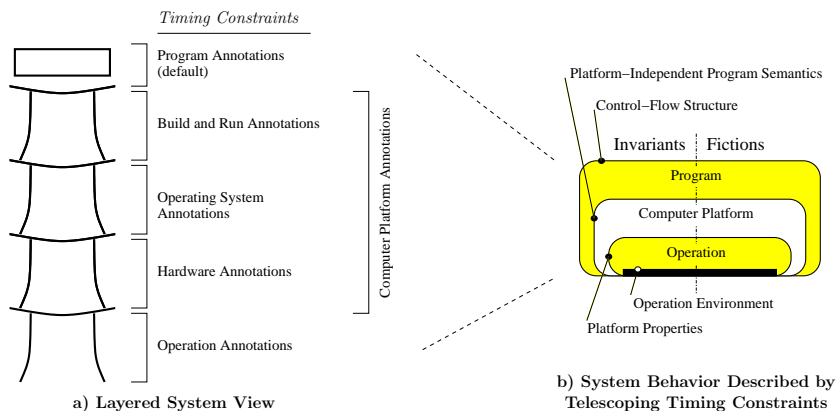 Timing Constraints
Program Annotations
(default)
Build and Run Annotations
Operating System
Annotations
Hardware Annotations
Operation Annotations
Computer Platform Annotations
a) Layered System View
Platform–Independent Program Semantics
Control–Flow Structure
Invariants
Fictions
Program
Computer Platform
Operation
Operation Environment
Platform Properties
b) System Behavior Described by
Telescoping Timing Constraints